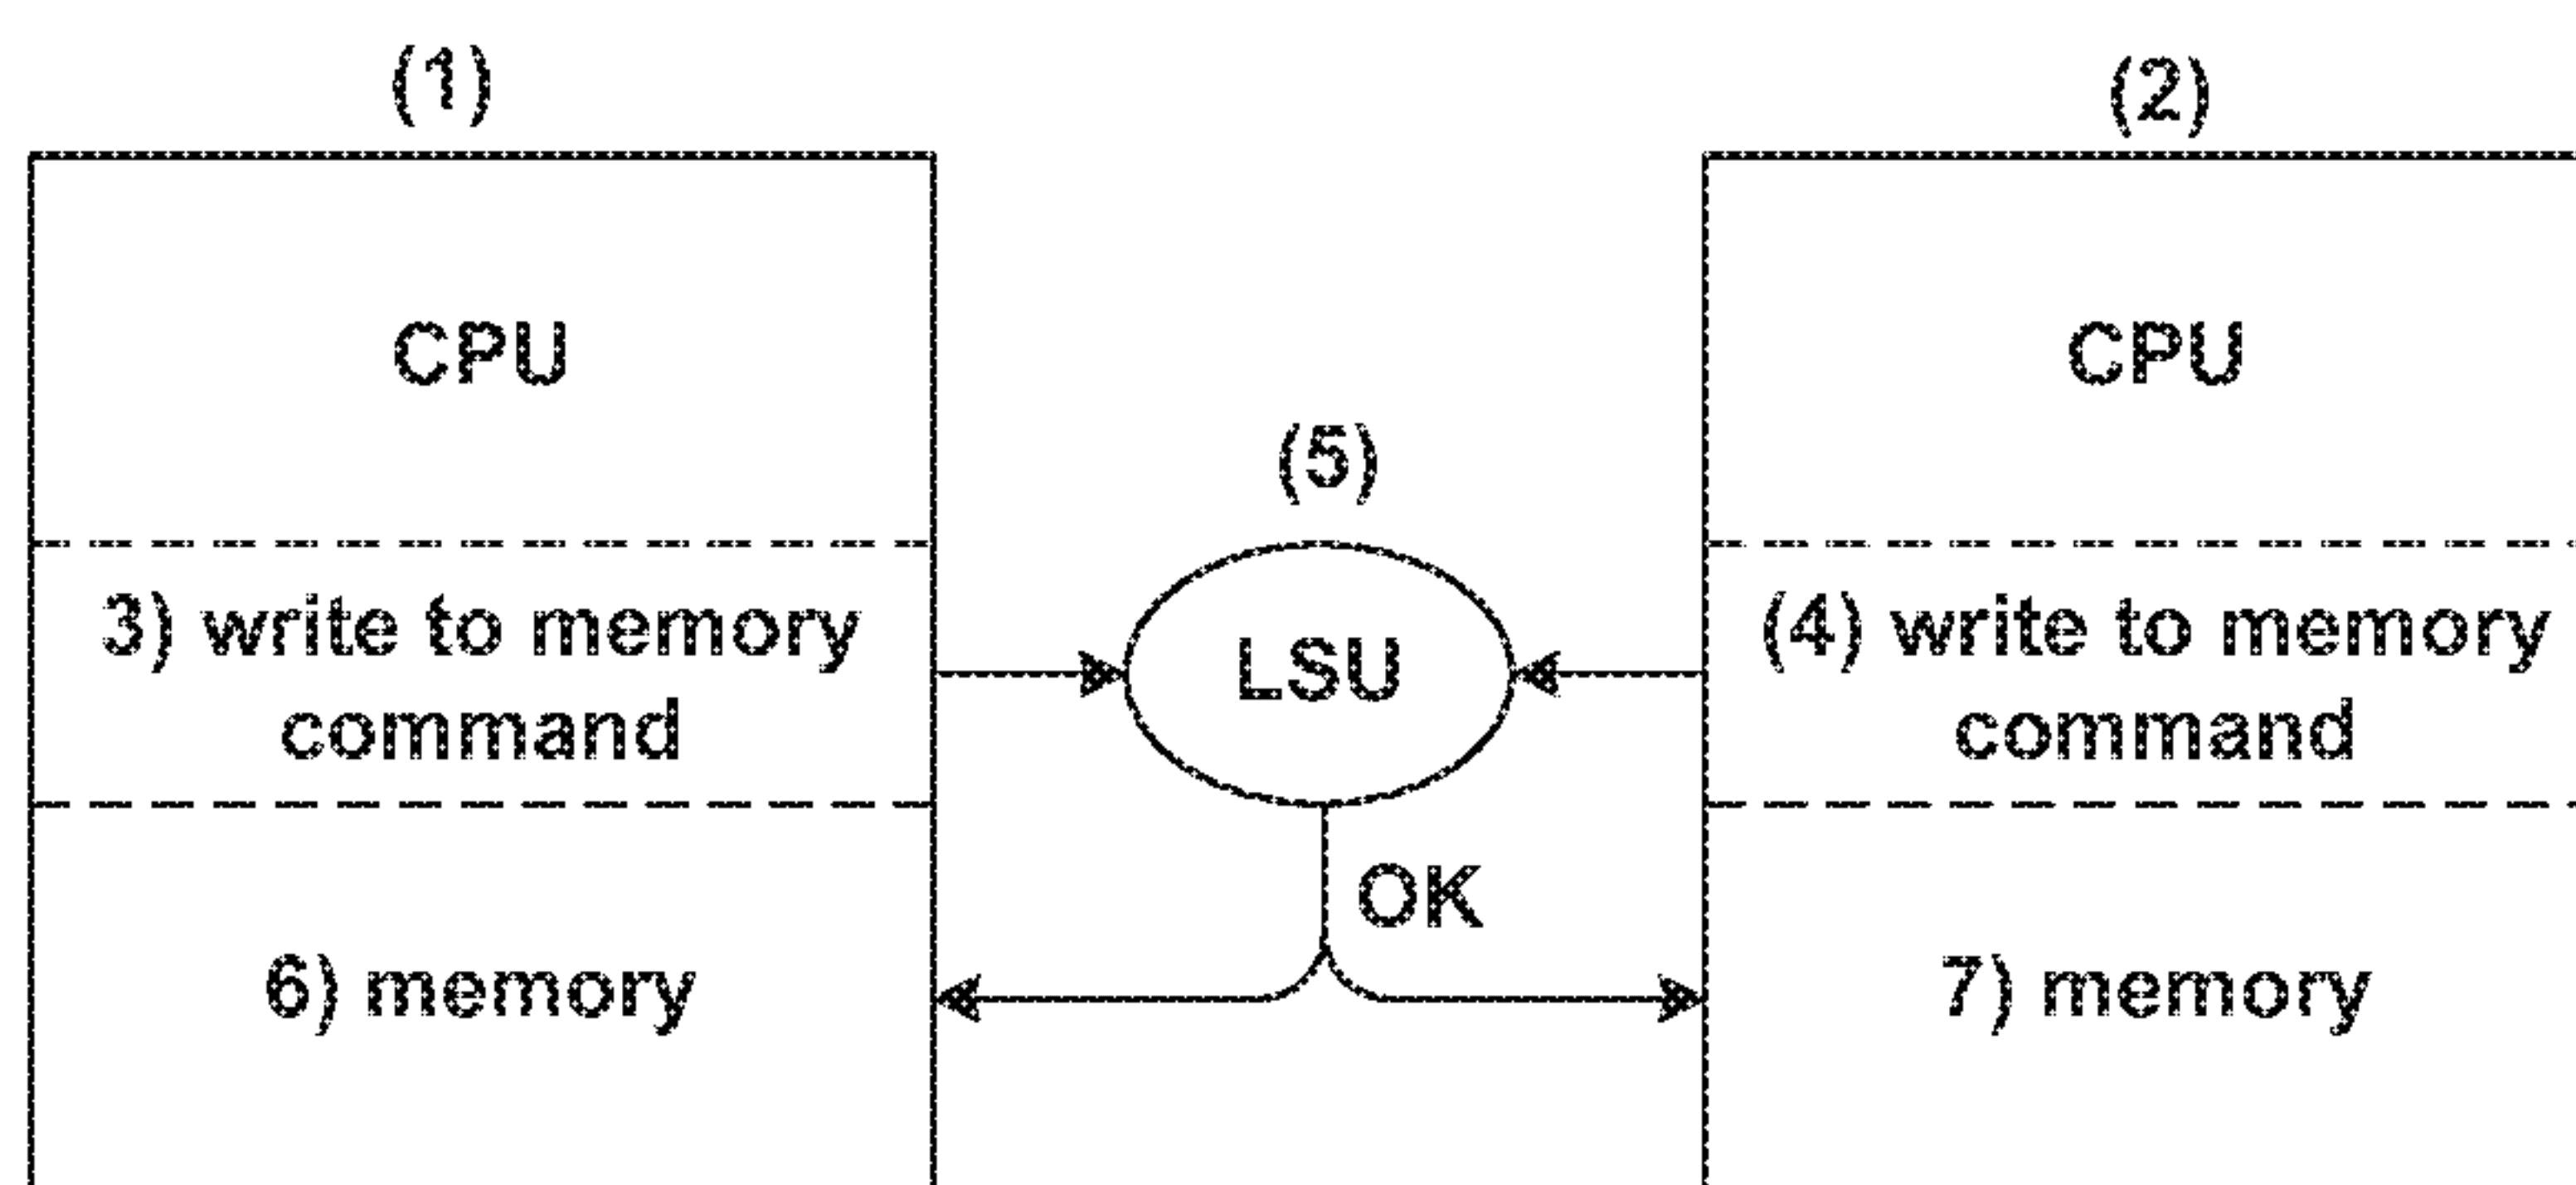 (1)
(2)
CPU
CPU
(5)
3) write to memory
command
LSU
(4) write to memory
command
OK
6) memory
7) memory